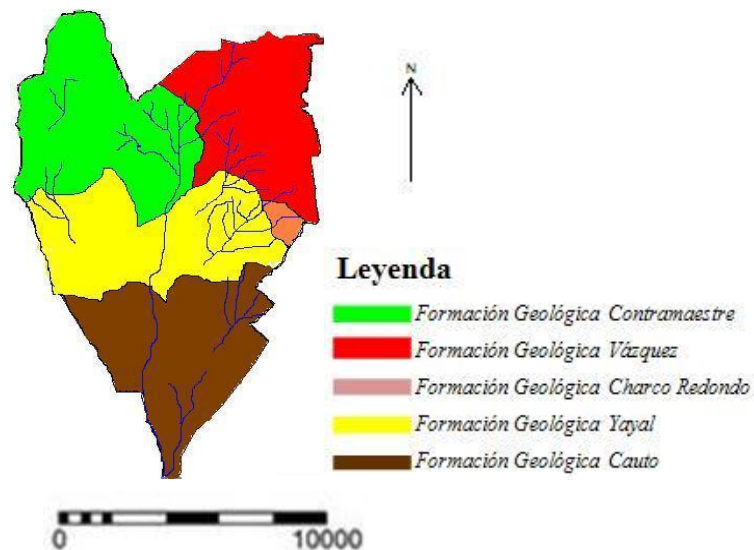 N
Leyenda
Formación Geológica Contramaestre
Formación Geológica Vázquez
Formación Geológica Charco Redondo
Formación Geológica Yayal
Formación Geológica Cauto
0 10000